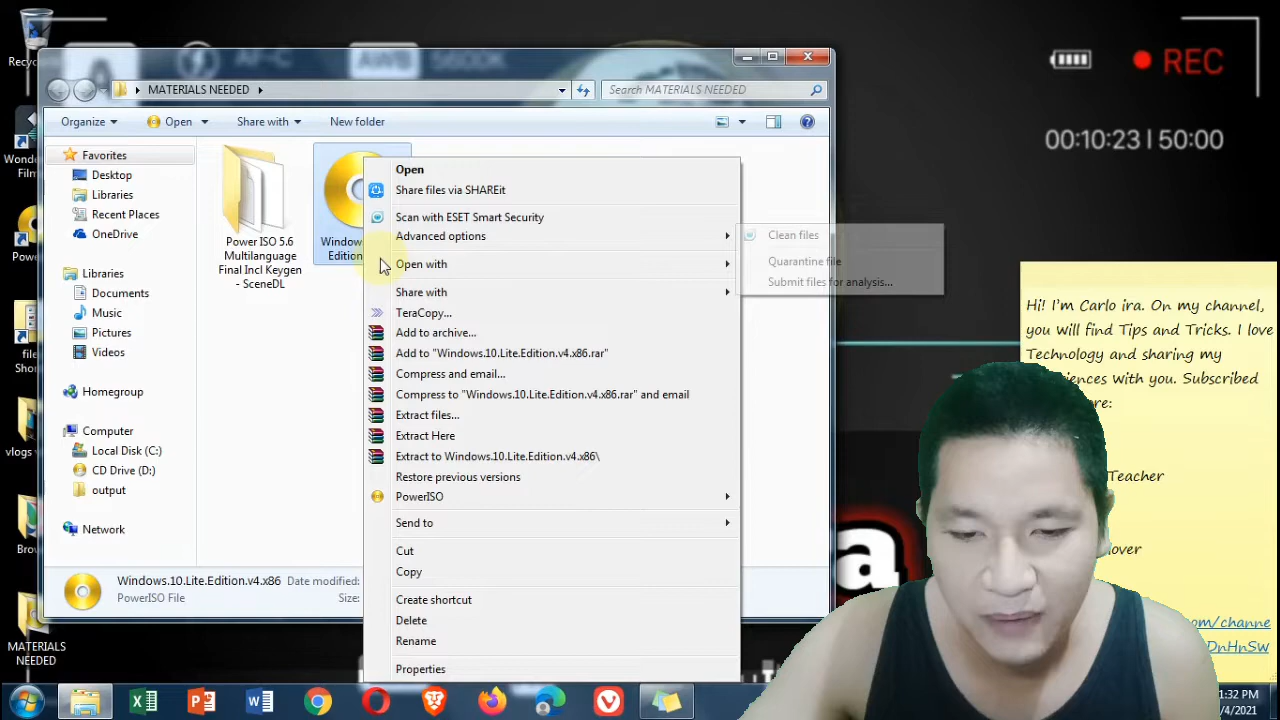 REC
00:10:23 | 50:00
MATERIALS NEEDED
Search MATERIALS NEEDED
Organize
Open
Share with
New folder
Favorites
Desktop
Libraries
Recent Places
OneDrive
Libraries
Documents
Music
Pictures
Videos
Homegroup
Computer
Local Disk (C:)
CD Drive (D:)
output
Network
Power ISO 5.6
Multilanguage
Final Incl Keygen
- SceneDL
Open
Share files via SHAREit
Scan with ESET Smart Security
Advanced options
Open with
Share with
TeraCopy...
Add to archive...
Add to "Windows.10.Lite.Edition.v4.x86.rar"
Compress and email...
Compress to "Windows.10.Lite.Edition.v4.x86.rar" and email
Extract files...
Extract Here
Extract to Windows.10.Lite.Edition.v4.x86\
Restore previous versions
PowerISO
Send to
Cut
Copy
Create shortcut
Delete
Rename
Properties
Clean files
Quarantine file
Submit files for analysis...
Windows.10.Lite.Edition.v4.x86 Date modified:
PowerISO File Size:
MATERIALS
NEEDED
Hi! I'm Carlo ira. On my channel,
you will find Tips and Tricks. I love
Technology and sharing my
With you. Subscribed
Teacher
a
1:32 PM
/4/2021